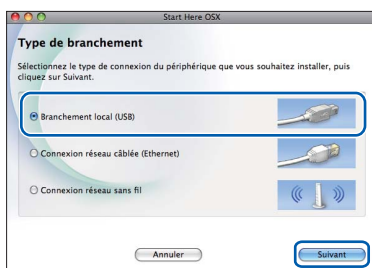 Start Here OSX
Type de branchement
Sélectionnez le type de connexion du périphérique que vous souhaitez installer, puis
cliquez sur Suivant.
Branchement local (USB)
Connexion réseau câblée (Ethernet)
Connexion réseau sans fil
Annuler
Suivant